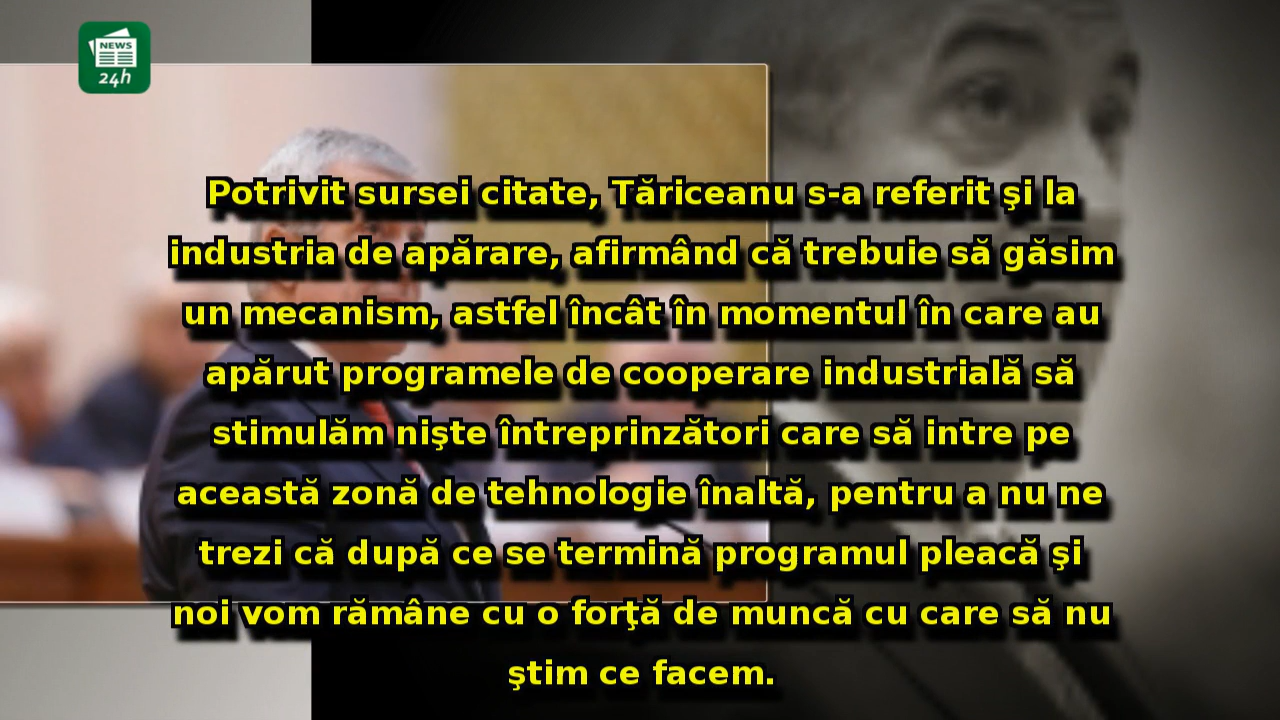 NEWS
24h
Potrivit sursei citate, Tăriceanu s-a referit şi la
industria de apărare, afirmând că trebuie să găsim
un mecanism, astfel încât în momentul în care au
apărut programele de cooperare industrială să
stimulăm nişte întreprinzători care să intre pe
această zonă de tehnologie înaltă, pentru a nu ne
trezi că după ce se termină programul pleacă şi
noi vom rămâne cu o forţă de muncă cu care să nu
ştim ce facem.